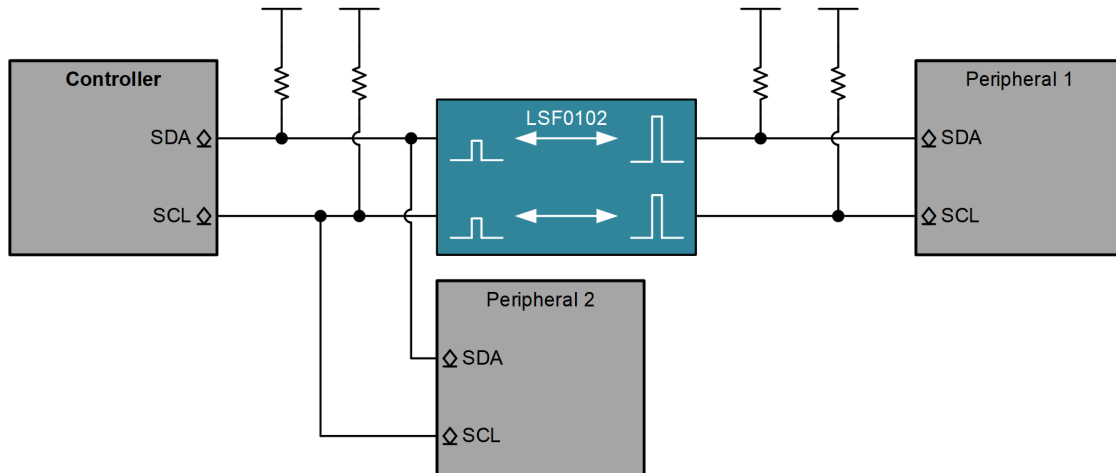 Controller
SDA
SCL
LSF0102
Peripheral 1
SDA
SCL
Peripheral 2
SDA
SCL